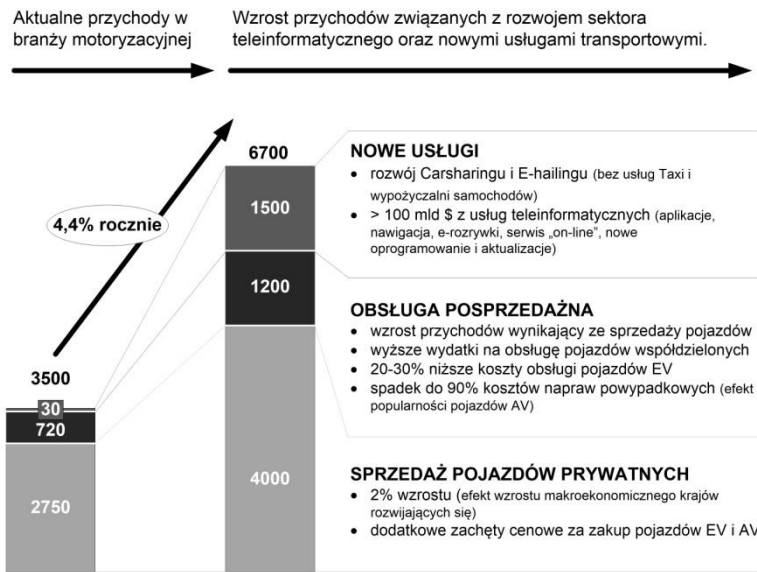 Aktualne przychody w
branży motoryzacyjnej
Wzrost przychodów związanych z rozwojem sektora
teleinformatycznego oraz nowymi usługami transportowymi.
4,4% rocznie
3500
30
720
2750
6700
1500
1200
4000
NOWE USŁUGI
• rozwój Carsharingu i E-hailingu (bez usług Taxi i
wypożyczalni samochodów)
• > 100 mld $ z usług teleinformatycznych (aplikacje,
nawigacja, e-rozrywki, serwis „on-line”, nowe
oprogramowanie i aktualizacje)
OBSŁUGA POSPRZEDAŻNA
• wzrost przychodów wynikający ze sprzedaży pojazdów
• wyższe wydatki na obsługę pojazdów współdzielonych
• 20-30% niższe koszty obsługi pojazdów EV
• spadek do 90% kosztów napraw powypadkowych (efekt
popularności pojazdów AV)
SPRZEDAŻ POJAZDÓW PRYWATNYCH
• 2% wzrostu (efekt wzrostu makroekonomicznego krajów
rozwijających się)
• dodatkowe zachęty cenowe za zakup pojazdów EV i AV